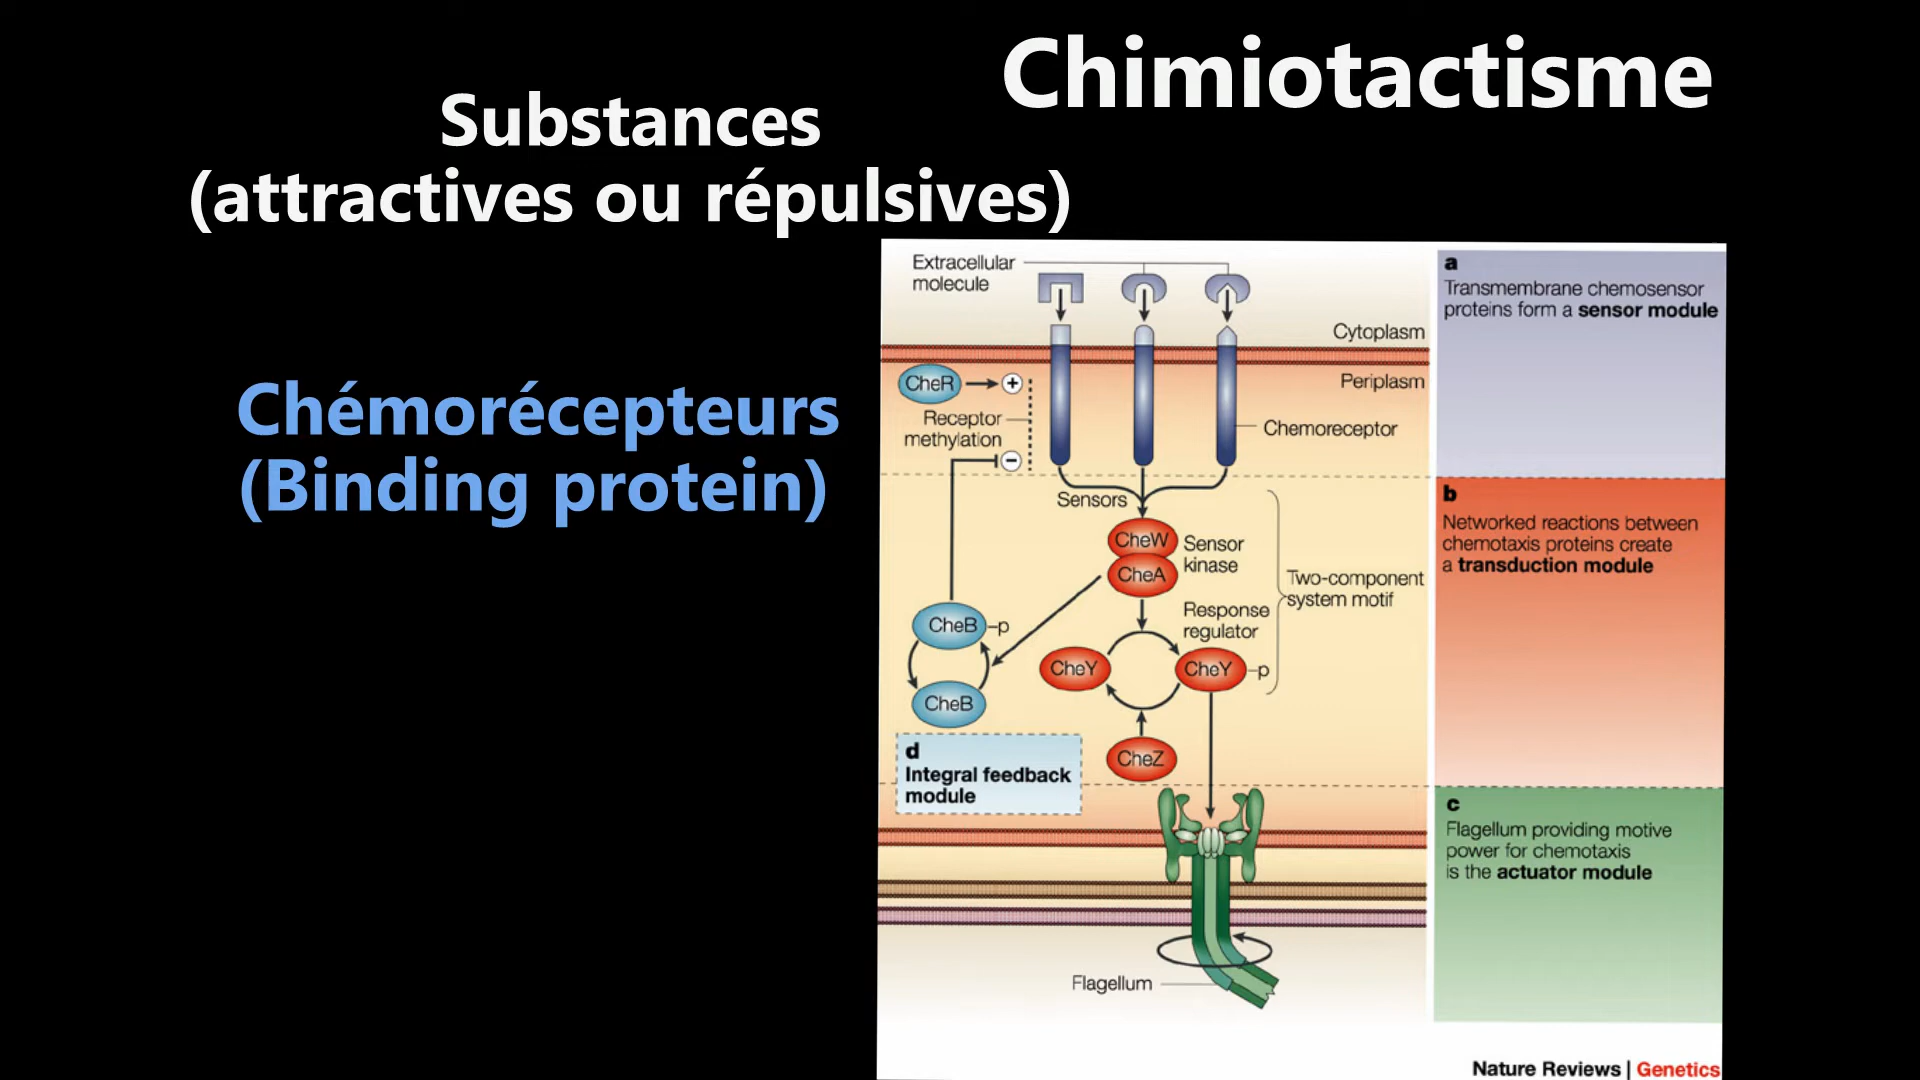 Chimiotactisme
Substances
(attractives ou répulsives)
Chémorécepteurs
(Binding protein)
Extracellular
molecule
Cytoplasm
Periplasm
CheR
+
Receptor
methylation
−
Chemoreceptor
Sensors
CheW
CheA
Sensor
kinase
Two-component
system motif
Response
regulator
CheB
–p
CheY
CheY
–p
CheB
CheZ
d
Integral feedback
module
Flagellum
a
Transmembrane chemosensor
proteins form a sensor module
b
Networked reactions between
chemotaxis proteins create
a transduction module
c
Flagellum providing motive
power for chemotaxis
is the actuator module
Nature Reviews | Genetics